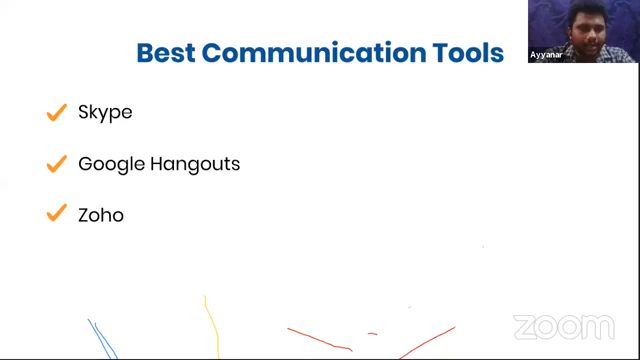 Best Communication Tools
Ayyanar
Skype
Google Hangouts
Zoho
zoom